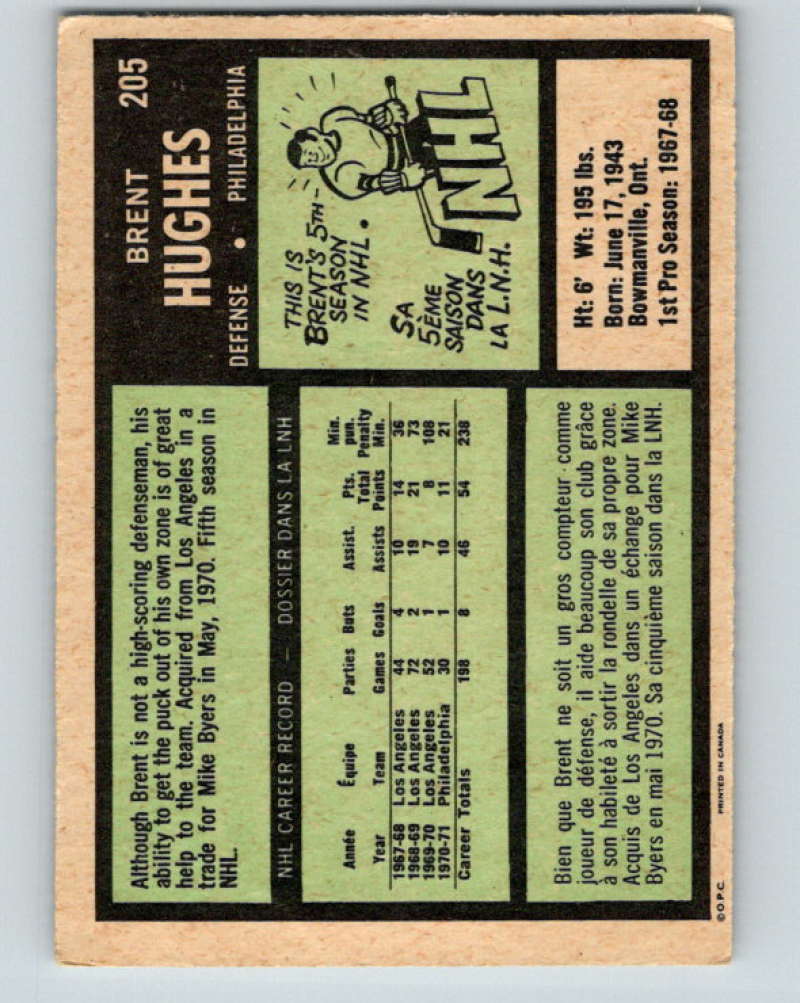 BRENT 205
HUGHES
DEFENSE • PHILADELPHIA
THIS IS
BRENT'S 5TH
SEASON
IN NHL.
SA
5ÈME
SAISON
DANS
LA L.N.H.
NHL
Ht: 6' Wt: 195 lbs.
Born: June 17, 1943
Bowmanville, Ont.
1st Pro Season: 1967-68
Although Brent is not a high-scoring defenseman, his
ability to get the puck out of his own zone is of great
help to the team. Acquired from Los Angeles in a
trade for Mike Byers in May, 1970. Fifth season in
NHL.
NHL CAREER RECORD — DOSSIER DANS LA LNH
Année Équipe Parties Buts Assist. Pts. Total Min. pun. Penalty
Year Team Games Goals Assists Points Min.
1967-68 Los Angeles 44 4 10 14 36
1968-69 Los Angeles 72 2 19 21 73
1969-70 Los Angeles 52 1 7 8 108
1970-71 Philadelphia 30 1 10 11 21
Career Totals 198 8 46 54 238
Bien que Brent ne soit un gros compteur comme
joueur de défense, il aide beaucoup son club grâce
à son habileté à sortir la rondelle de sa propre zone.
Acquis de Los Angeles dans un échange pour Mike
Byers en mai 1970. Sa cinquième saison dans la LNH.
©O.P.C. PRINTED IN CANADA